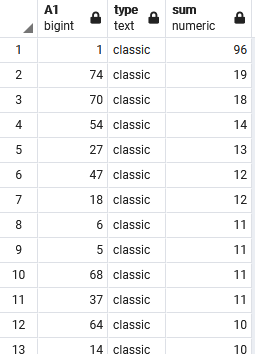 A1 type sum
bigint text numeric
1 1 classic 96
2 74 classic 19
3 70 classic 18
4 54 classic 14
5 27 classic 13
6 47 classic 12
7 18 classic 12
8 6 classic 11
9 5 classic 11
10 68 classic 11
11 37 classic 11
12 64 classic 10
13 14 classic 10